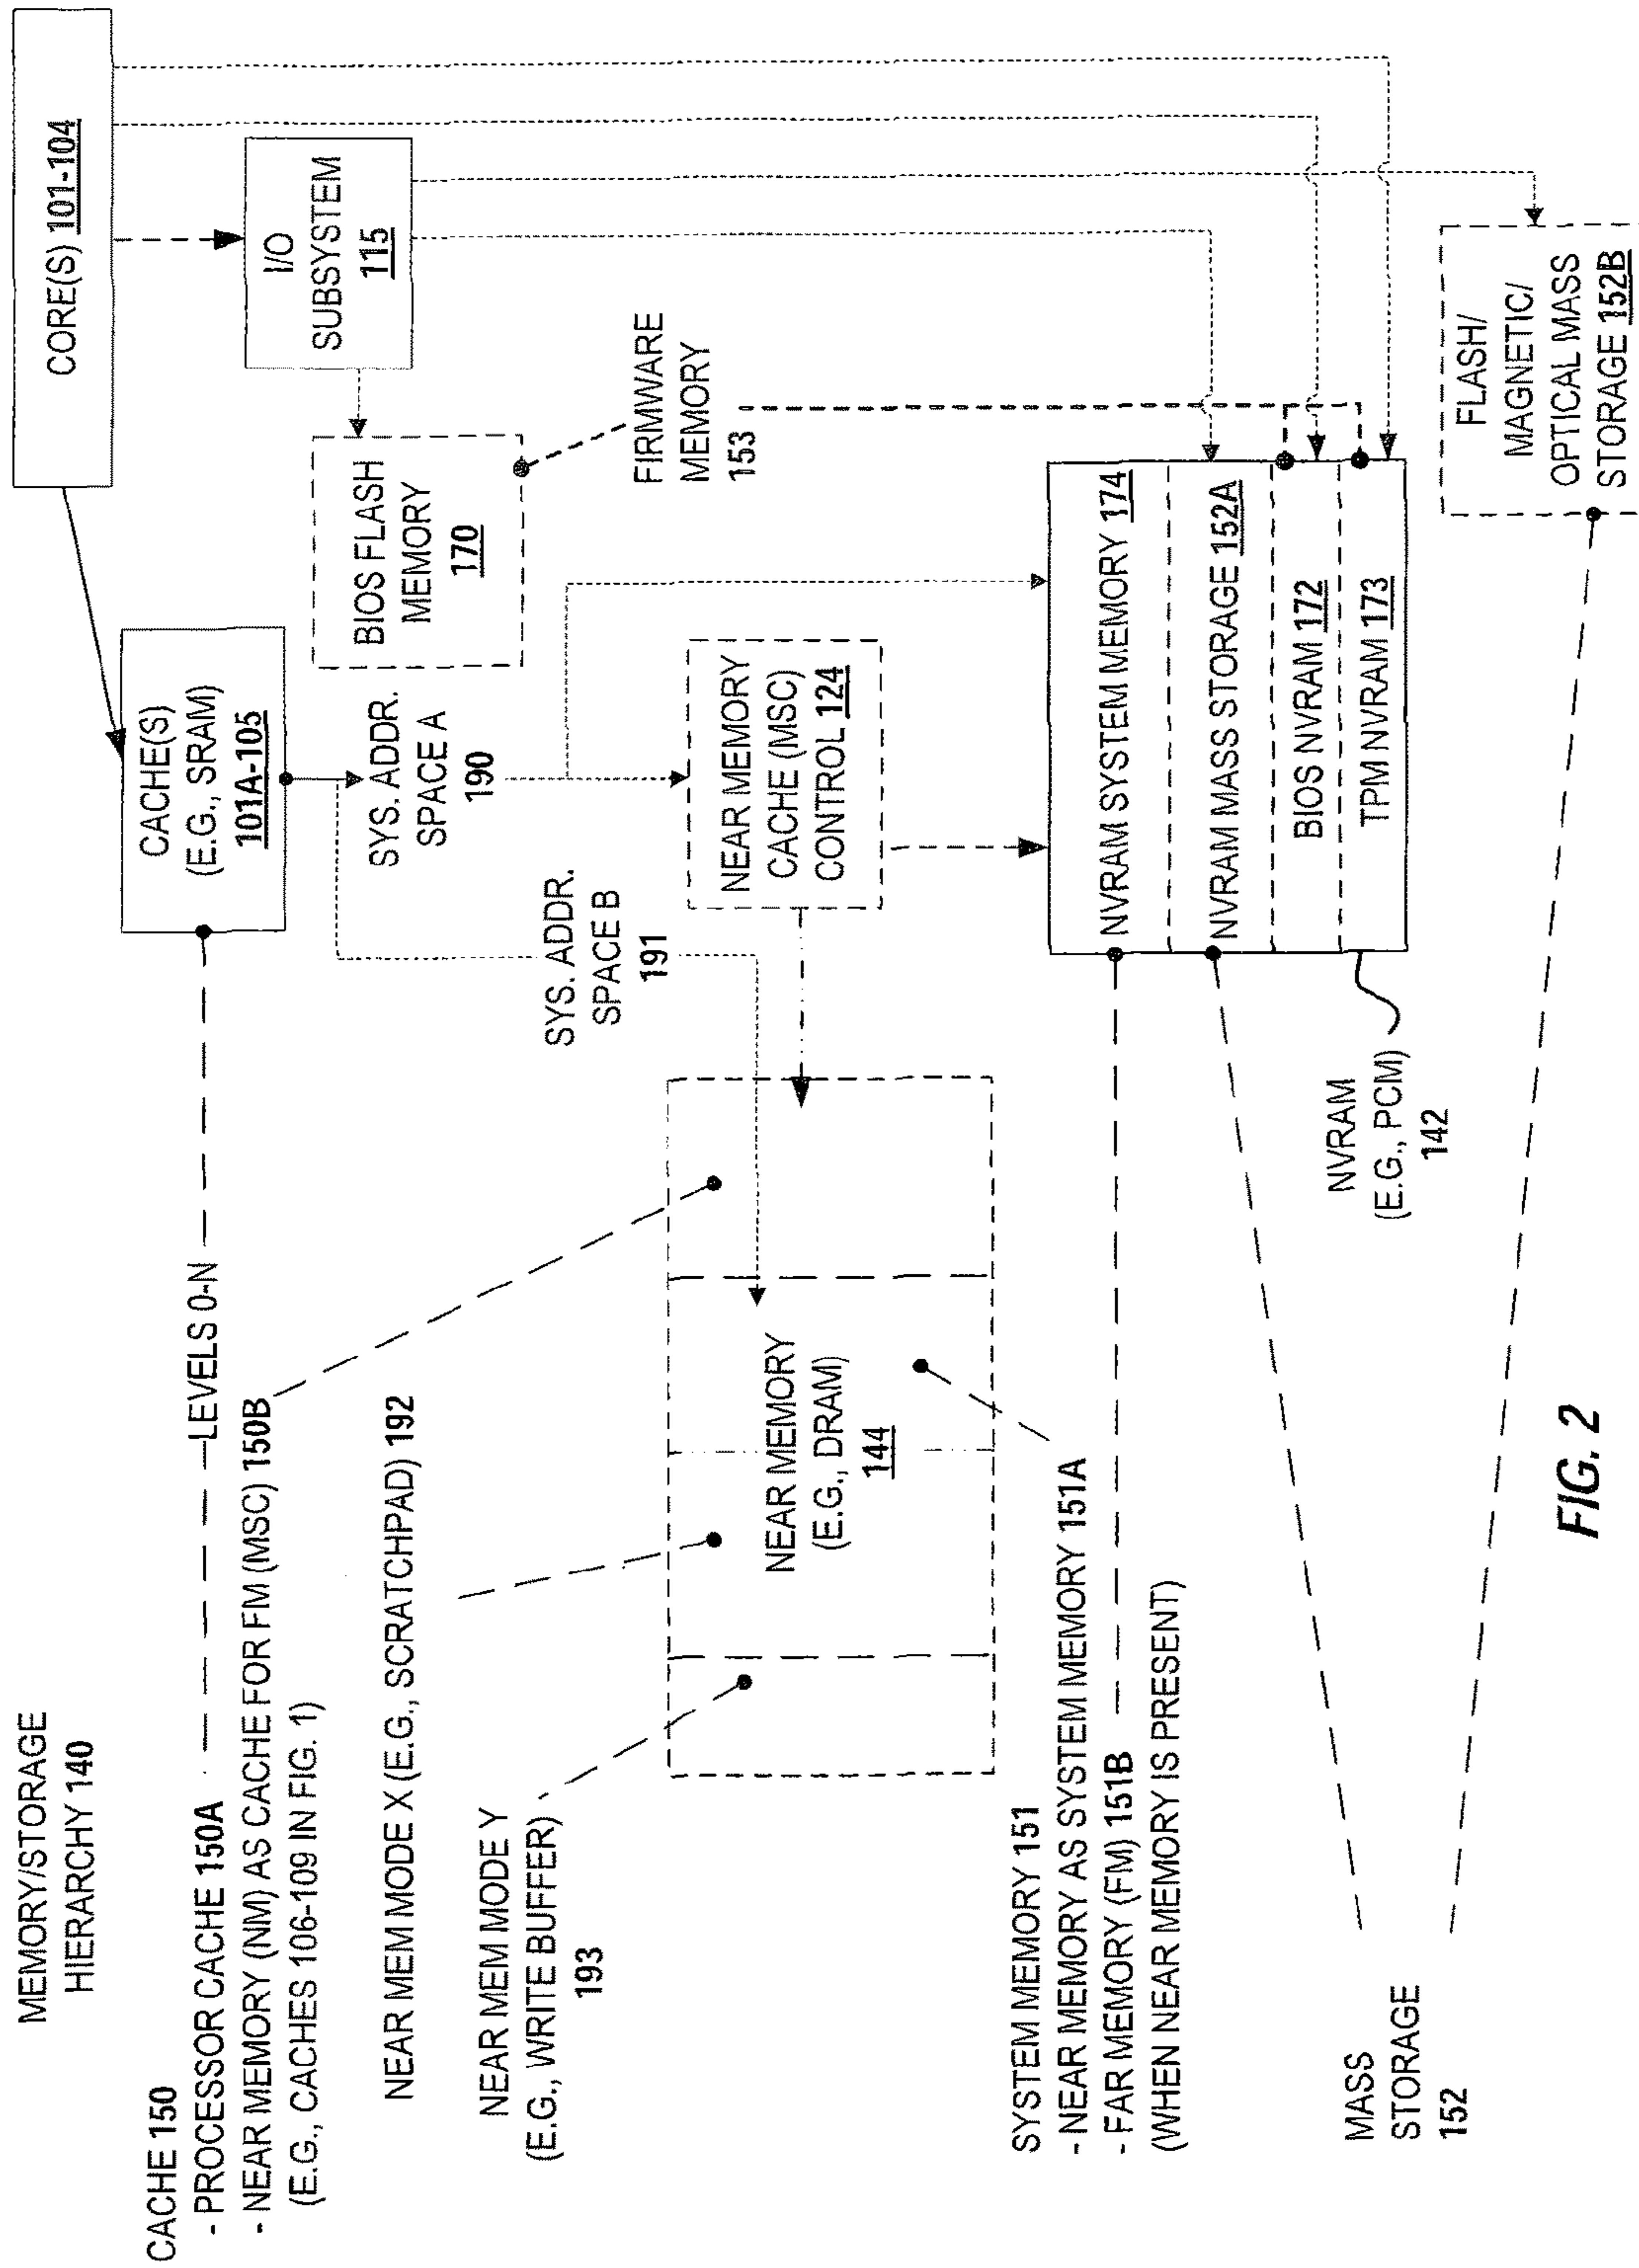 MEMORY/STORAGE
HIERARCHY 140
CORE(S) 101-104
CACHE 150
- PROCESSOR CACHE 150A
LEVELS 0-N
- NEAR MEMORY (NM) AS CACHE FOR FM (MSC) 150B
(E.G., CACHES 106-109 IN FIG. 1)
CACHE(S)
(E.G., SRAM)
101A-105
I/O
SUBSYSTEM
115
BIOS FLASH
MEMORY
170
SYS. ADDR.
SPACE A
190
NEAR MEM MODE X (E.G., SCRATCHPAD) 192
NEAR MEM MODE Y
(E.G., WRITE BUFFER)
193
SYS. ADDR.
SPACE B
191
FIRMWARE
MEMORY
153
NEAR MEMORY
CACHE (MSC)
CONTROL 124
NEAR MEMORY
(E.G., DRAM)
144
SYSTEM MEMORY 151
- NEAR MEMORY AS SYSTEM MEMORY 151A
- FAR MEMORY (FM) 151B
(WHEN NEAR MEMORY IS PRESENT)
NVRAM SYSTEM MEMORY 174
NVRAM MASS STORAGE 152A
BIOS NVRAM 172
TPM NVRAM 173
NVRAM
(E.G., PCM)
142
MASS
STORAGE
152
FLASH/
MAGNETIC/
OPTICAL MASS
STORAGE 152B
FIG. 2